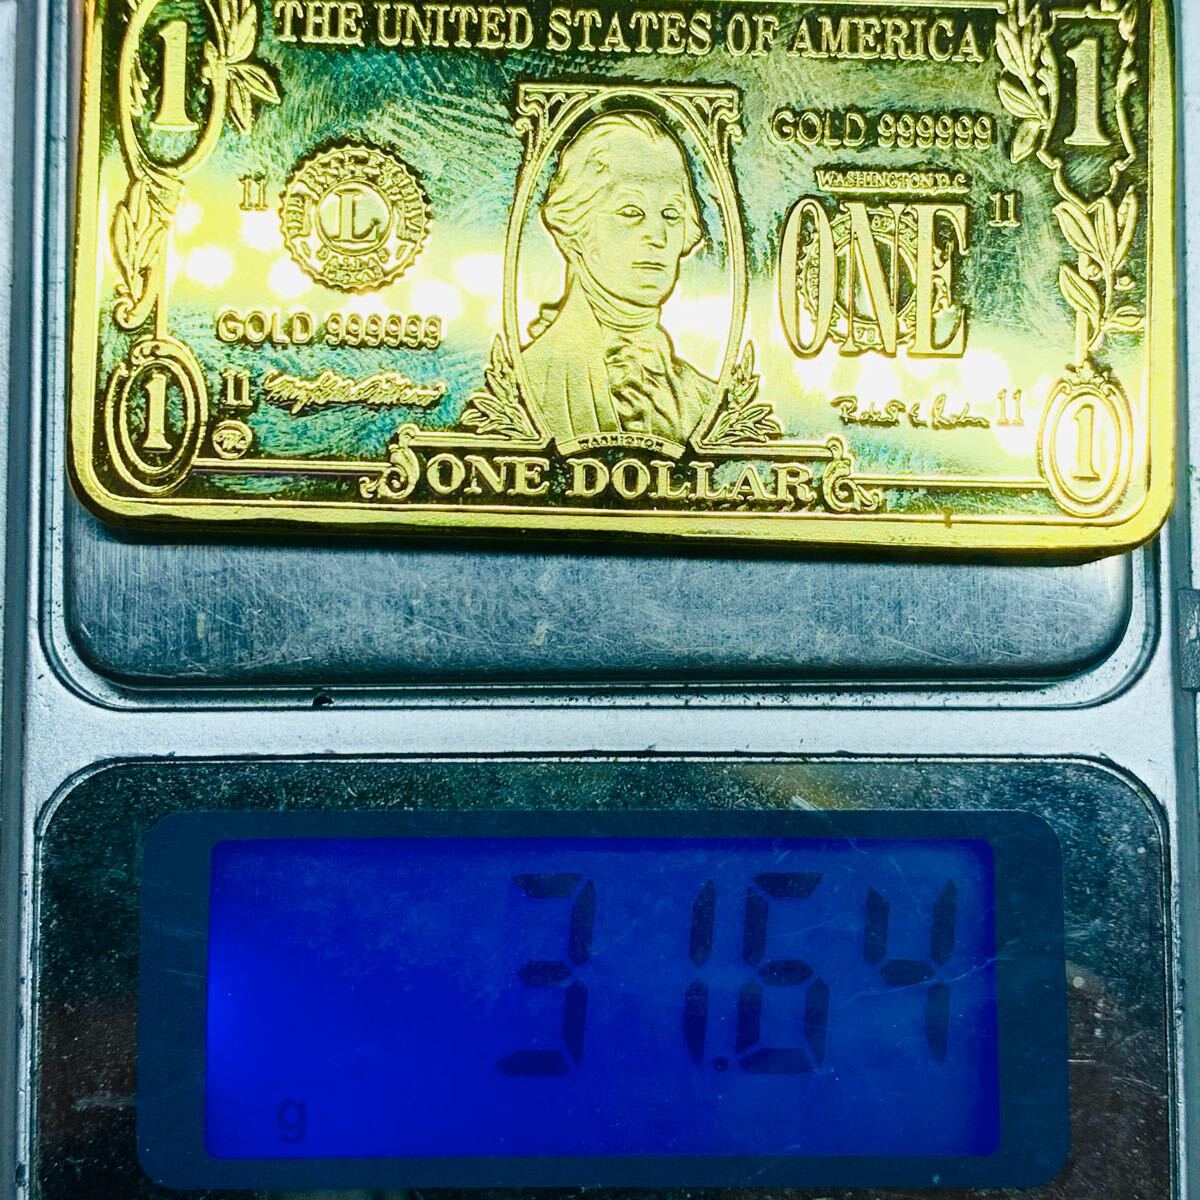 1 THE UNITED STATES OF AMERICA 1
GOLD 999999
WASHINGTON D.C
11 L 11
ONE
GOLD 999999
11 11
1 1
WASHIGTON
ONE DOLLAR
31.64
g